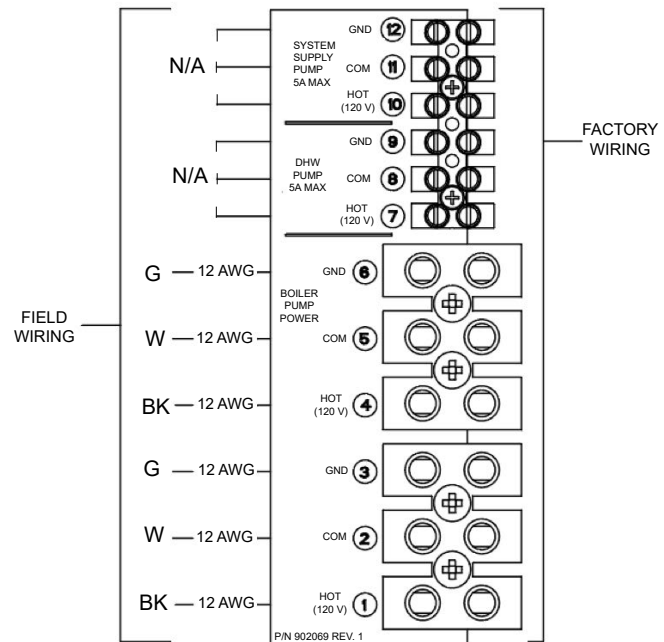 GND 12
SYSTEM
SUPPLY
PUMP
5A MAX
N/A
COM 11
HOT
(120 V) 10
GND 9
DHW
PUMP
5A MAX
N/A
COM 8
HOT
(120 V) 7
FACTORY
WIRING
G 12 AWG GND 6
BOILER
PUMP
POWER
FIELD
WIRING
W 12 AWG COM 5
BK 12 AWG HOT
(120 V) 4
G 12 AWG GND 3
W 12 AWG COM 2
BK 12 AWG HOT
(120 V) 1
P/N 902069 REV. 1